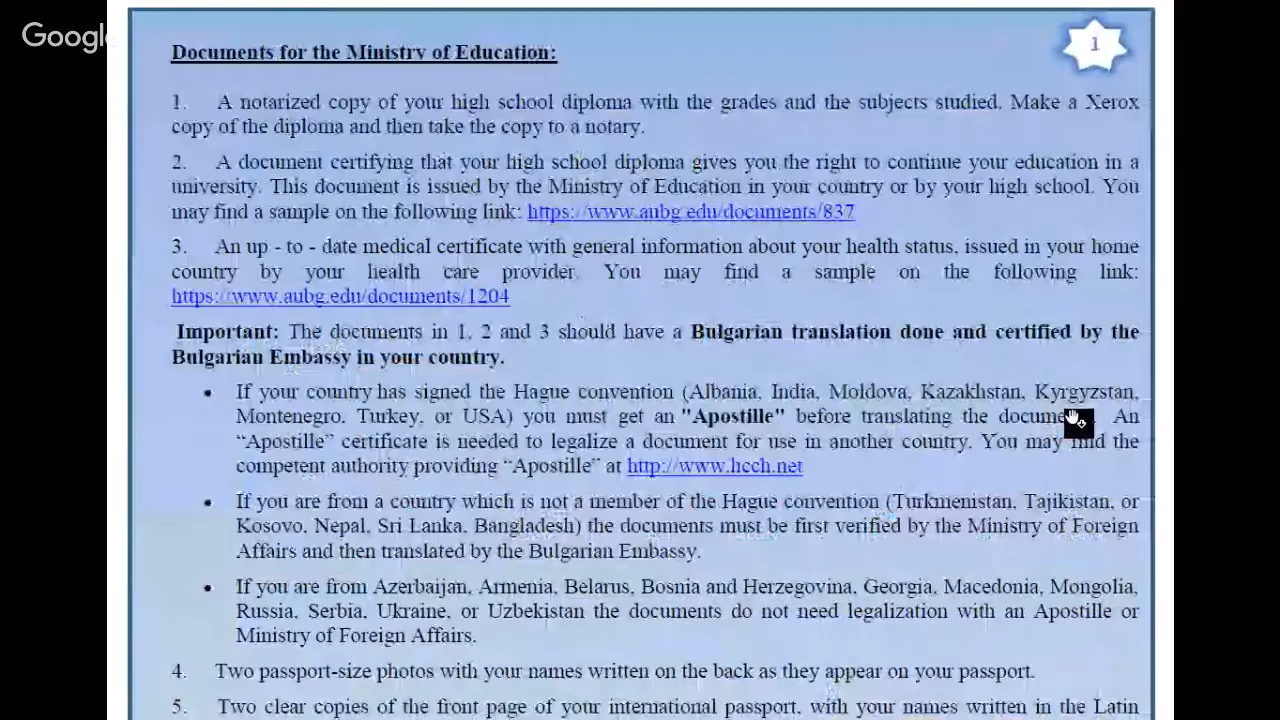 Google
1
Documents for the Ministry of Education:
1. A notarized copy of your high school diploma with the grades and the subjects studied. Make a Xerox
copy of the diploma and then take the copy to a notary.
2. A document certifying that your high school diploma gives you the right to continue your education in a
university. This document is issued by the Ministry of Education in your country or by your high school. You
may find a sample on the following link: https://www.aubg.edu/documents/837
3. An up - to - date medical certificate with general information about your health status, issued in your home
country by your health care provider. You may find a sample on the following link:
https://www.aubg.edu/documents/1204
Important: The documents in 1, 2 and 3 should have a Bulgarian translation done and certified by the
Bulgarian Embassy in your country.
• If your country has signed the Hague convention (Albania, India, Moldova, Kazakhstan, Kyrgyzstan,
Montenegro, Turkey, or USA) you must get an "Apostille" before translating the An
“Apostille” certificate is needed to legalize a document for use in another country. You may find the
competent authority providing “Apostille” at http://www.hcch.net
• If you are from a country which is not a member of the Hague convention (Turkmenistan, Tajikistan, or
Kosovo, Nepal, Sri Lanka, Bangladesh) the documents must be first verified by the Ministry of Foreign
Affairs and then translated by the Bulgarian Embassy.
• If you are from Azerbaijan, Armenia, Belarus, Bosnia and Herzegovina, Georgia, Macedonia, Mongolia,
Russia, Serbia, Ukraine, or Uzbekistan the documents do not need legalization with an Apostille or
Ministry of Foreign Affairs.
4. Two passport-size photos with your names written on the back as they appear on your passport.
5. Two clear copies of the front page of your international passport, with your names written in the Latin